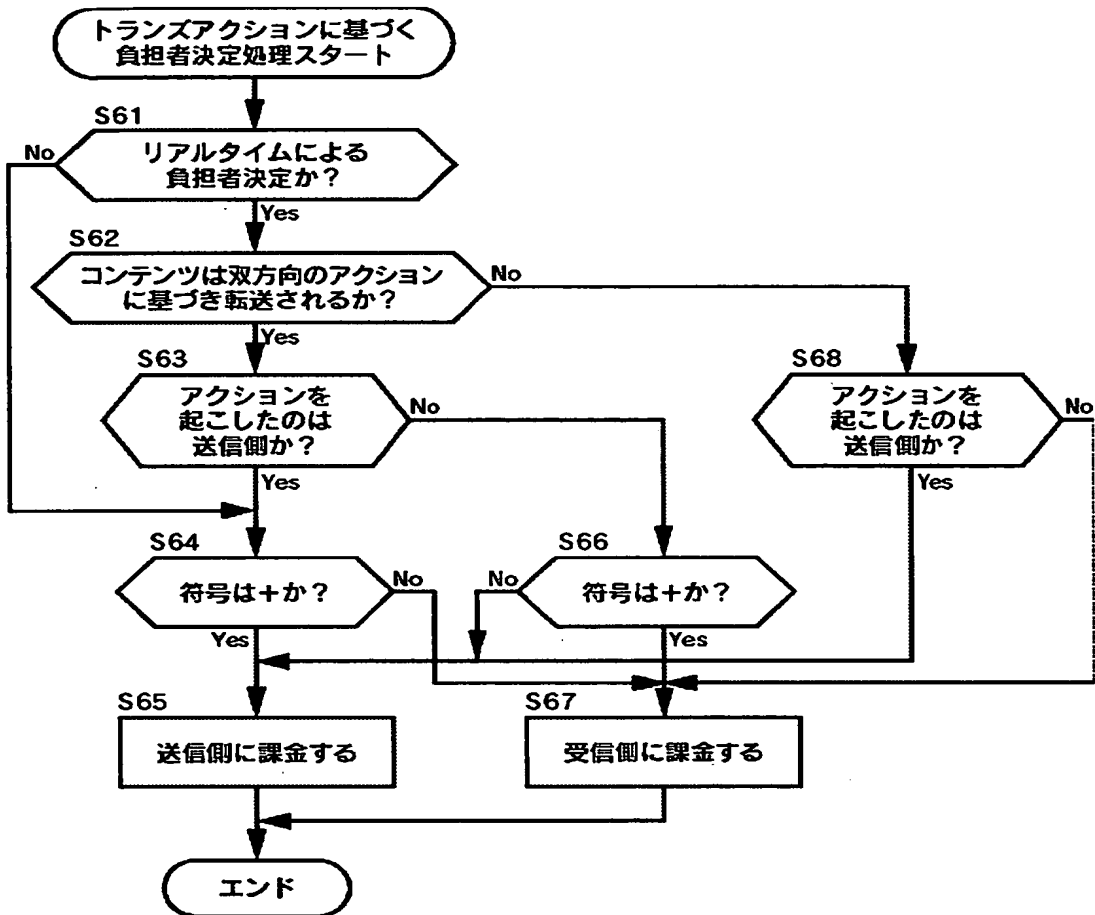 トランズアクションに基づく
負担者決定処理スタート
S61
No
リアルタイムによる
負担者決定か？
Yes
S62
コンテンツは双方向のアクション
に基づき転送されるか？
No
Yes
S63
アクションを
起こしたのは
送信側か？
No
Yes
S68
アクションを
起こしたのは
送信側か？
No
Yes
S64
符号は＋か？
No
Yes
S66
No
符号は＋か？
Yes
S65
送信側に課金する
S67
受信側に課金する
エンド